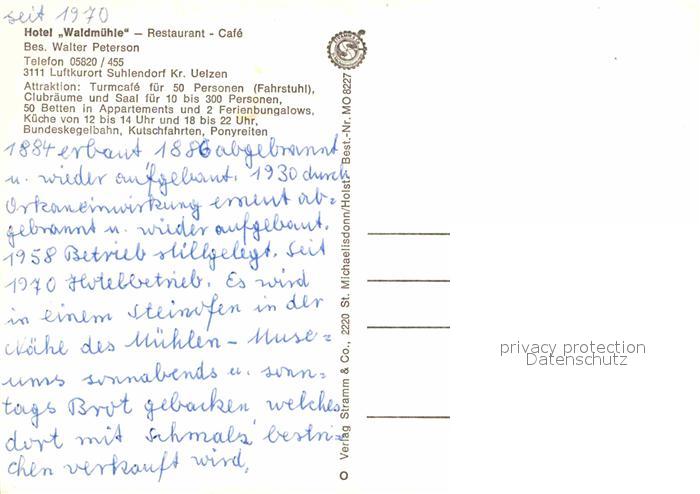 seit 1970
Hotel „Waldmühle“ – Restaurant - Café
Bes. Walter Peterson
Telefon 05820 / 455
3111 Luftkurort Suhlendorf Kr. Uelzen
Attraktion: Turmcafé für 50 Personen (Fahrstuhl),
Clubräume und Saal für 10 bis 300 Personen,
50 Betten in Appartements und 2 Ferienbungalows,
Küche von 12 bis 14 Uhr und 18 bis 22 Uhr,
Bundeskegelbahn, Kutschfahrten, Ponyreiten
1884 erbaut 1886 abgebrannt
u. wieder aufgebaut. 1930 durch
Orkaneinwirkung erneut ab=
gebrannt u. wieder aufgebaut.
1958 Betrieb stillgelegt. Seit
1970 Hotelbetrieb. Es wird
in einem Steinofen in der
Nähe des Mühlen – Muse=
ums sonnabends u. sonn=
tags Brot gebacken welches
dort mit Schmalz bestri=
chen verkauft wird.
Verlag Stramm & Co., 2220 St. Michaelisdonn/Holst. Best.-Nr. MO 8227
privacy protection
Datenschutz